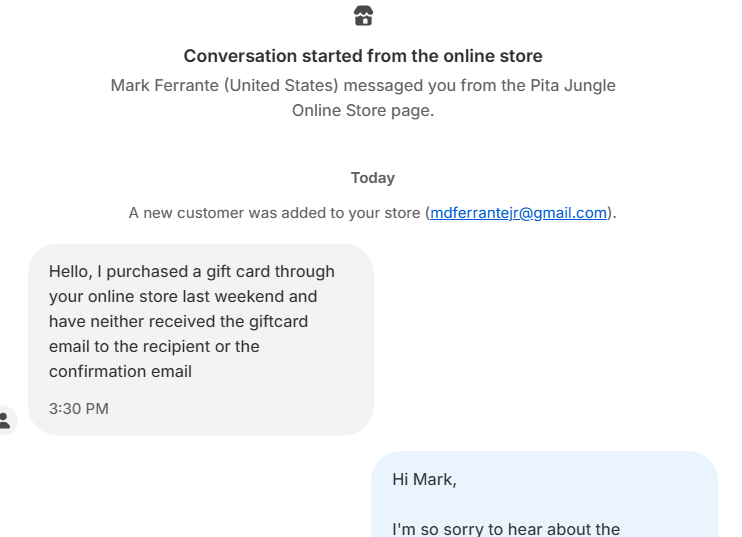 Conversation started from the online store
Mark Ferrante (United States) messaged you from the Pita Jungle
Online Store page.
Today
A new customer was added to your store (mdferrantejr@gmail.com).
Hello, I purchased a gift card through
your online store last weekend and
have neither received the giftcard
email to the recipient or the
confirmation email
3:30 PM
Hi Mark,
I'm so sorry to hear about the